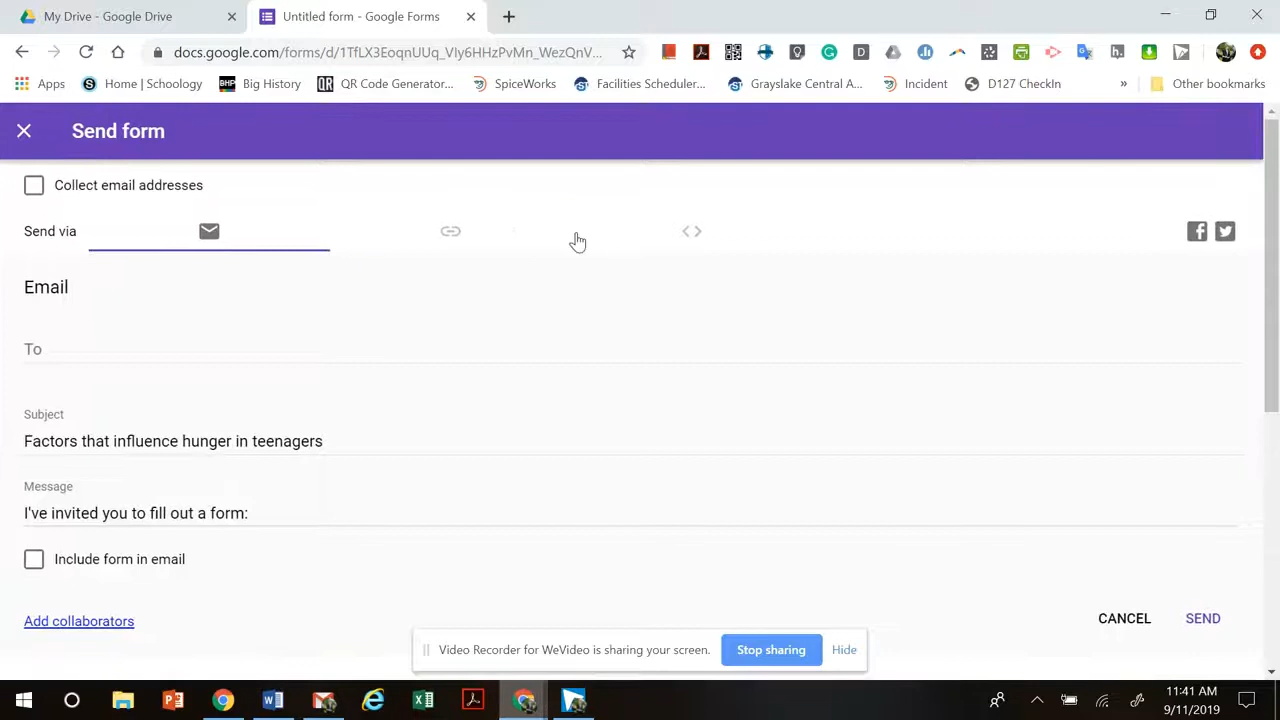 My Drive - Google Drive
Untitled form - Google Forms
docs.google.com/forms/d/1TfLX3EoqnUUq_VIy6HHzPvMn_WezQnV...
Apps
Home | Schoology
Big History
QR Code Generator...
SpiceWorks
Facilities Scheduler...
Grayslake Central A...
Incident
D127 CheckIn
»
Other bookmarks
Send form
Collect email addresses
Send via
Email
To
Subject
Factors that influence hunger in teenagers
Message
I've invited you to fill out a form:
Include form in email
Add collaborators
CANCEL
SEND
Video Recorder for WeVideo is sharing your screen.
Stop sharing
Hide
11:41 AM
9/11/2019